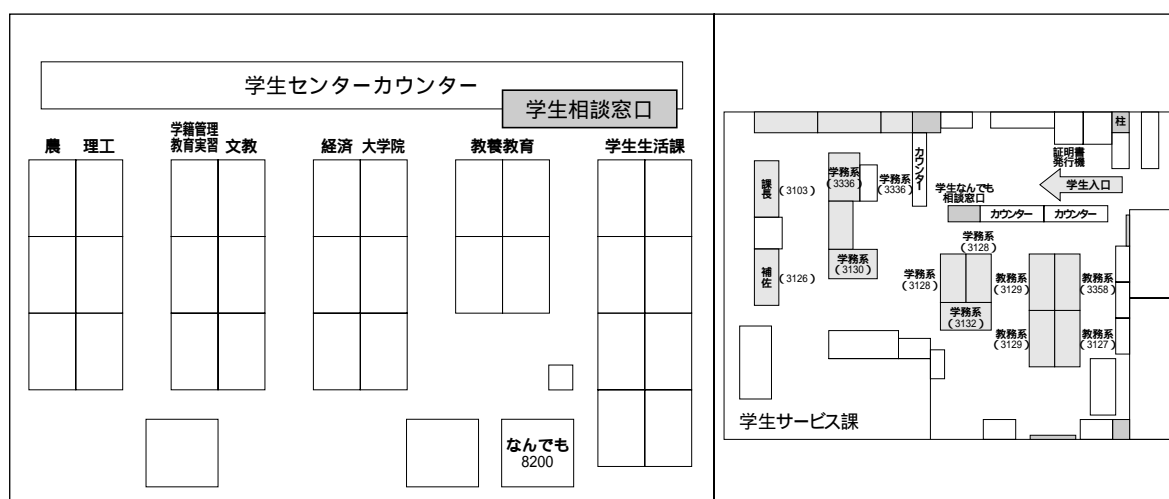 学生センターカウンター
学生相談窓口
農 理工
学籍管理
教育実習 文教
経済 大学院
教養教育
学生生活課
なんでも
8200
柱
カウンター
証明書
発行機
学生入口
課長
(3103)
学務系
(3336)
学務系
(3336)
学生なんでも
相談窓口
カウンター
カウンター
学務系
(3128)
補佐
(3126)
学務系
(3130)
学務系
(3128)
教務系
(3129)
教務系
(3358)
学務系
(3132)
教務系
(3129)
教務系
(3127)
学生サービス課